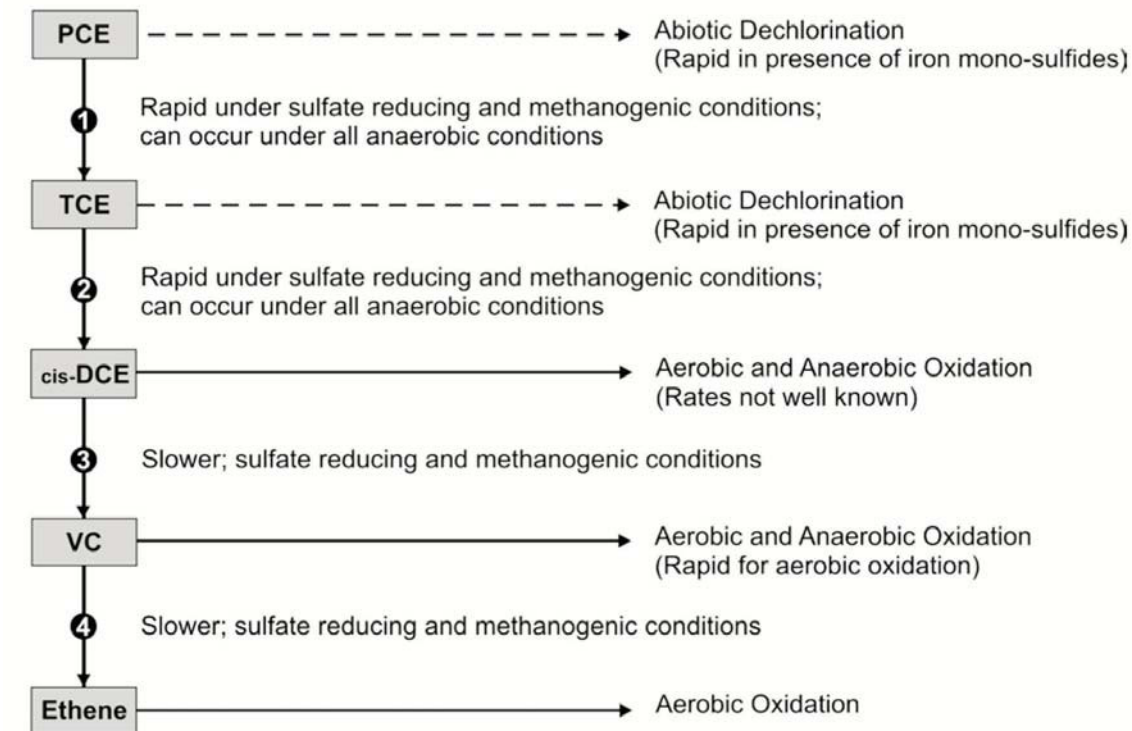 PCE
Abiotic Dechlorination
(Rapid in presence of iron mono-sulfides)
1
Rapid under sulfate reducing and methanogenic conditions;
can occur under all anaerobic conditions
TCE
Abiotic Dechlorination
(Rapid in presence of iron mono-sulfides)
2
Rapid under sulfate reducing and methanogenic conditions;
can occur under all anaerobic conditions
cis-DCE
Aerobic and Anaerobic Oxidation
(Rates not well known)
3
Slower; sulfate reducing and methanogenic conditions
VC
Aerobic and Anaerobic Oxidation
(Rapid for aerobic oxidation)
4
Slower; sulfate reducing and methanogenic conditions
Ethene
Aerobic Oxidation